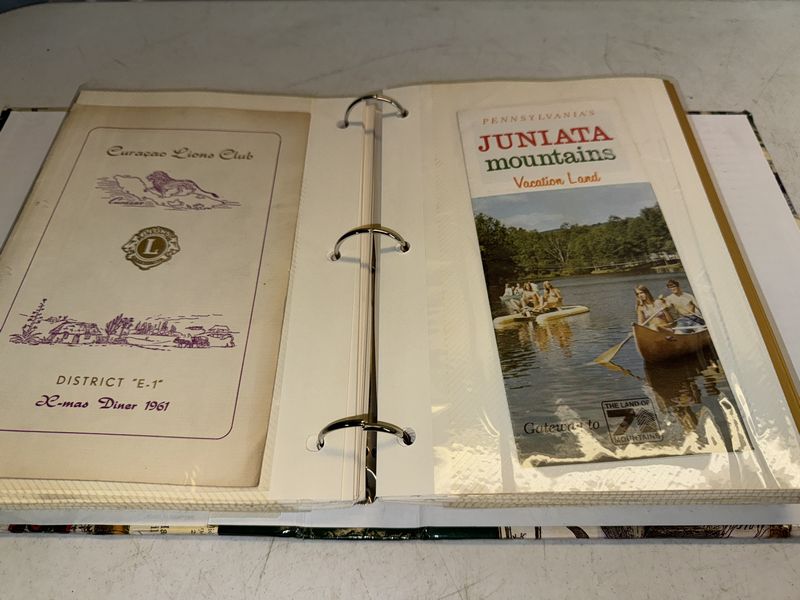 Curaçao Lions Club
L
DISTRICT "E-1"
X-mas Diner 1961
PENNSYLVANIA'S
JUNIATA
mountains
Vacation Land
Gateway to
THE LAND OF
7
MOUNTAINS